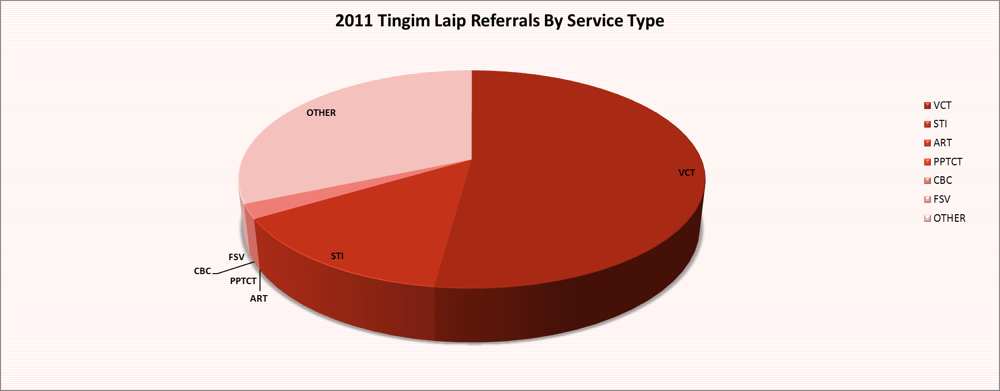 2011 Tingim Laip Referrals By Service Type
OTHER
VCT
STI
FSV
CBC
PPTCT
ART
VCT
STI
ART
PPTCT
CBC
FSV
OTHER